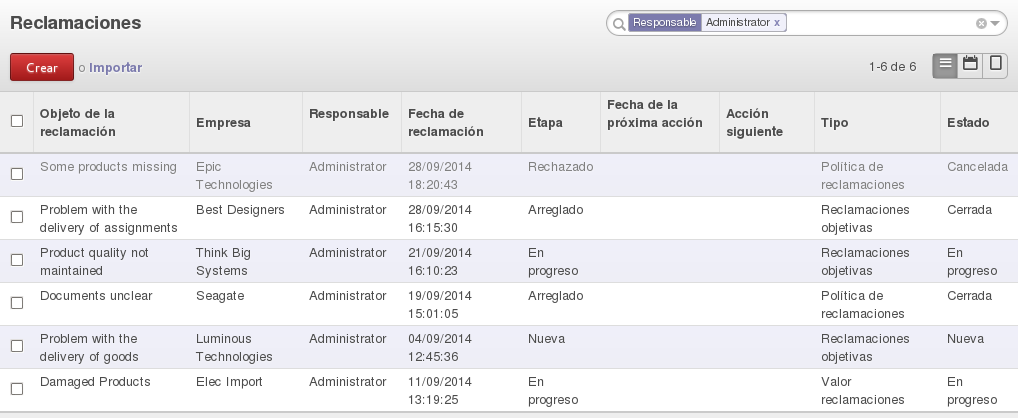 Reclamaciones
Responsable Administrator x
Crear o Importar
1-6 de 6
Objeto de la
reclamación
Empresa
Responsable
Fecha de
reclamación
Etapa
Fecha de la
próxima acción
Acción
siguiente
Tipo
Estado
Some products missing
Epic
Technologies
Administrator
28/09/2014
18:20:43
Rechazado
Política de
reclamaciones
Cancelada
Problem with the
delivery of assignments
Best Designers
Administrator
28/09/2014
16:15:30
Arreglado
Reclamaciones
objetivas
Cerrada
Product quality not
maintained
Think Big
Systems
Administrator
21/09/2014
16:10:23
En
progreso
Reclamaciones
objetivas
En
progreso
Documents unclear
Seagate
Administrator
19/09/2014
15:01:05
Arreglado
Política de
reclamaciones
Cerrada
Problem with the
delivery of goods
Luminous
Technologies
Administrator
04/09/2014
12:45:36
Nueva
Reclamaciones
objetivas
Nueva
Damaged Products
Elec Import
Administrator
11/09/2014
13:19:25
En
progreso
Valor
reclamaciones
En
progreso